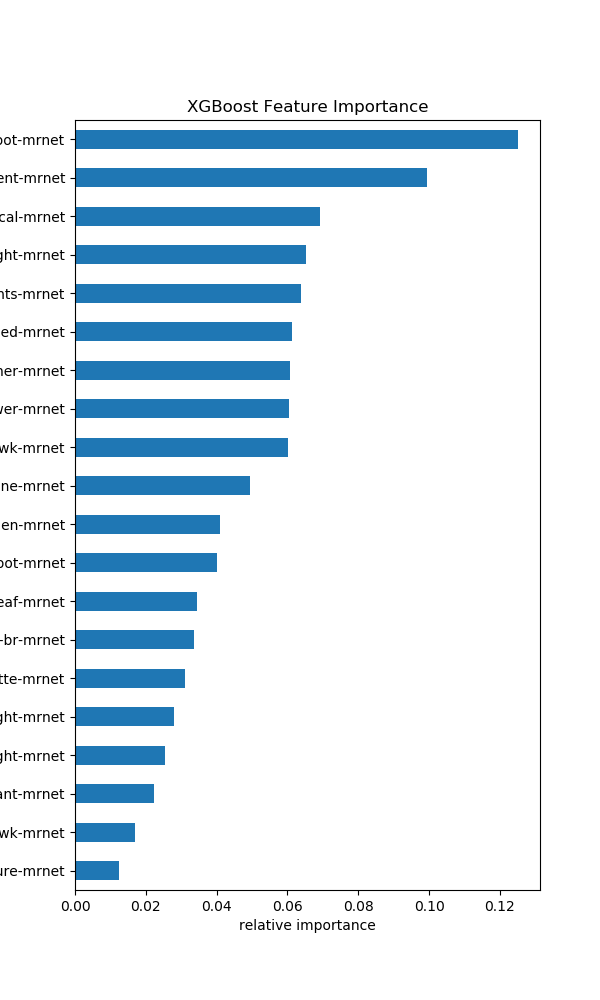 XGBoost Feature Importance
oot-mrnet
ent-mrnet
cal-mrnet
ght-mrnet
nts-mrnet
ed-mrnet
ner-mrnet
wer-mrnet
wk-mrnet
ne-mrnet
en-mrnet
oot-mrnet
eaf-mrnet
-br-mrnet
tte-mrnet
ght-mrnet
ght-mrnet
ant-mrnet
wk-mrnet
ure-mrnet
0.00 0.02 0.04 0.06 0.08 0.10 0.12
relative importance